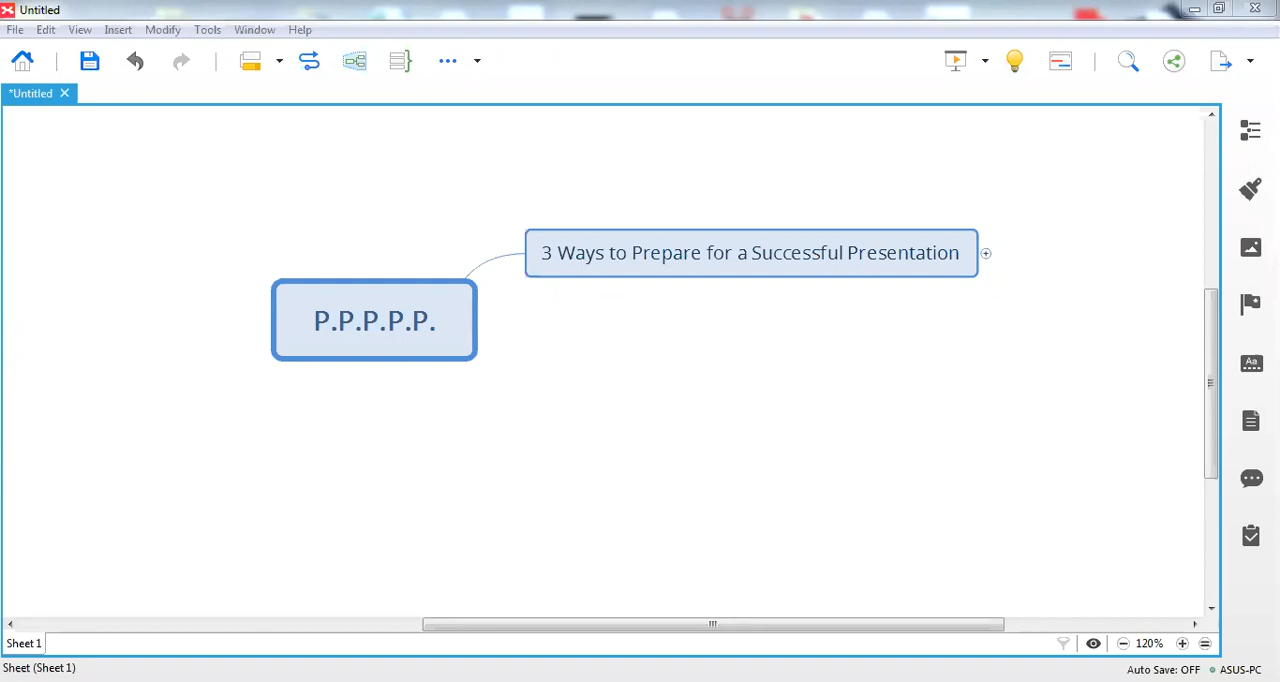 Untitled
File Edit View Insert Modify Tools Window Help
*Untitled
3 Ways to Prepare for a Successful Presentation
P.P.P.P.P.
Aa
Sheet 1
120%
Sheet (Sheet 1)
Auto Save: OFF ASUS-PC